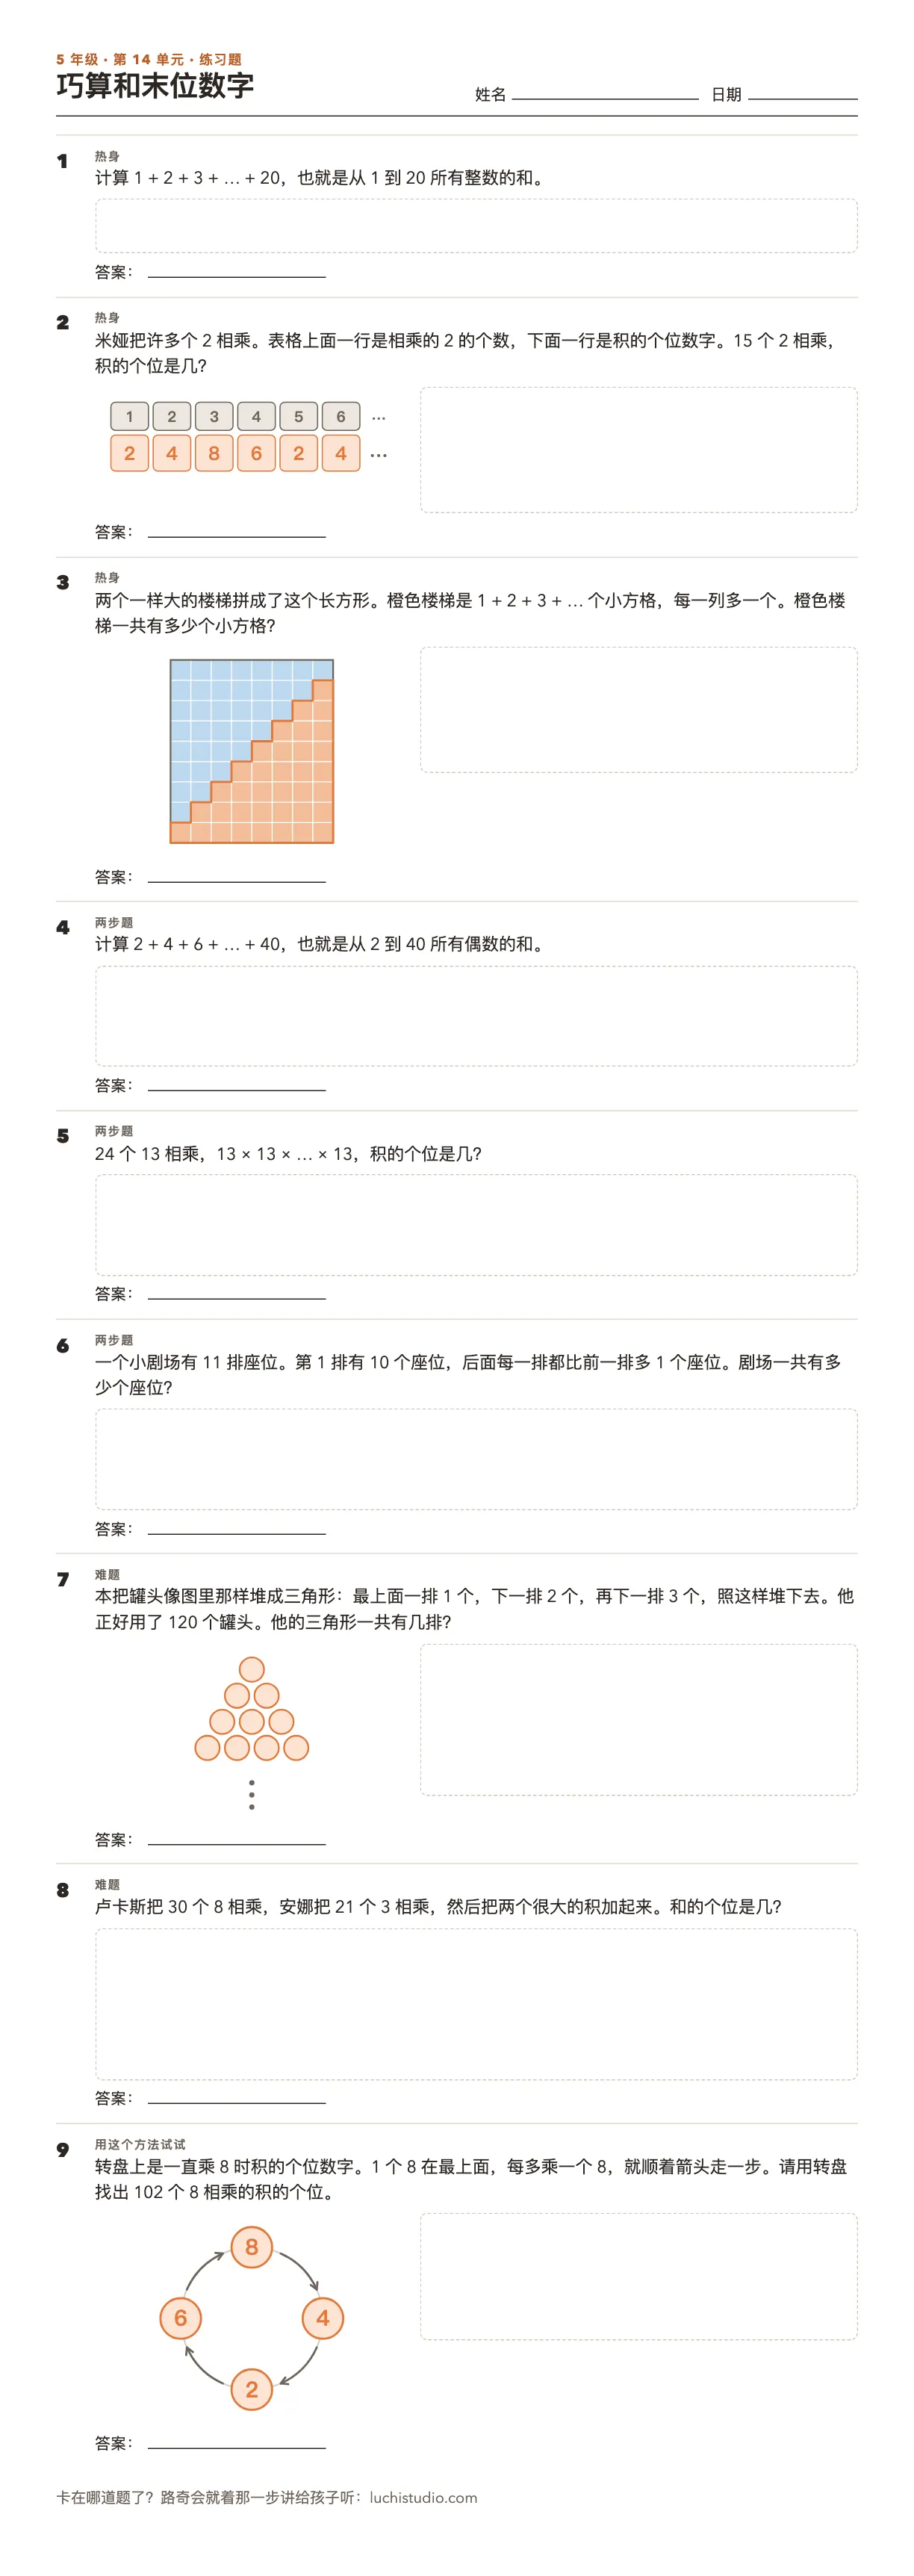 5 年级 · 第 14 单元 · 练习题
巧算和末位数字
姓名
日期
1
热身
计算 1 + 2 + 3 + … + 20，也就是从 1 到 20 所有整数的和。
答案：
2
热身
米娅把许多个 2 相乘。表格上面一行是相乘的 2 的个数，下面一行是积的个位数字。15 个 2 相乘，
积的个位是几？
1 2 3 4 5 6 …
2 4 8 6 2 4 …
答案：
3
热身
两个一样大的楼梯拼成了这个长方形。橙色楼梯是 1 + 2 + 3 + … 个小方格，每一列多一个。橙色楼
梯一共有多少个小方格？
答案：
4
两步题
计算 2 + 4 + 6 + … + 40，也就是从 2 到 40 所有偶数的和。
答案：
5
两步题
24 个 13 相乘，13 × 13 × … × 13，积的个位是几？
答案：
6
两步题
一个小剧场有 11 排座位。第 1 排有 10 个座位，后面每一排都比前一排多 1 个座位。剧场一共有多
少个座位？
答案：
7
难题
本把罐头像图里那样堆成三角形：最上面一排 1 个，下一排 2 个，再下一排 3 个，照这样堆下去。他
正好用了 120 个罐头。他的三角形一共有几排？
答案：
8
难题
卢卡斯把 30 个 8 相乘，安娜把 21 个 3 相乘，然后把两个很大的积加起来。和的个位是几？
答案：
9
用这个方法试试
转盘上是一直乘 8 时积的个位数字。1 个 8 在最上面，每多乘一个 8，就顺着箭头走一步。请用转盘
找出 102 个 8 相乘的积的个位。
8
6
4
2
答案：
卡在哪道题了？路奇会就着那一步讲给孩子听：luchistudio.com